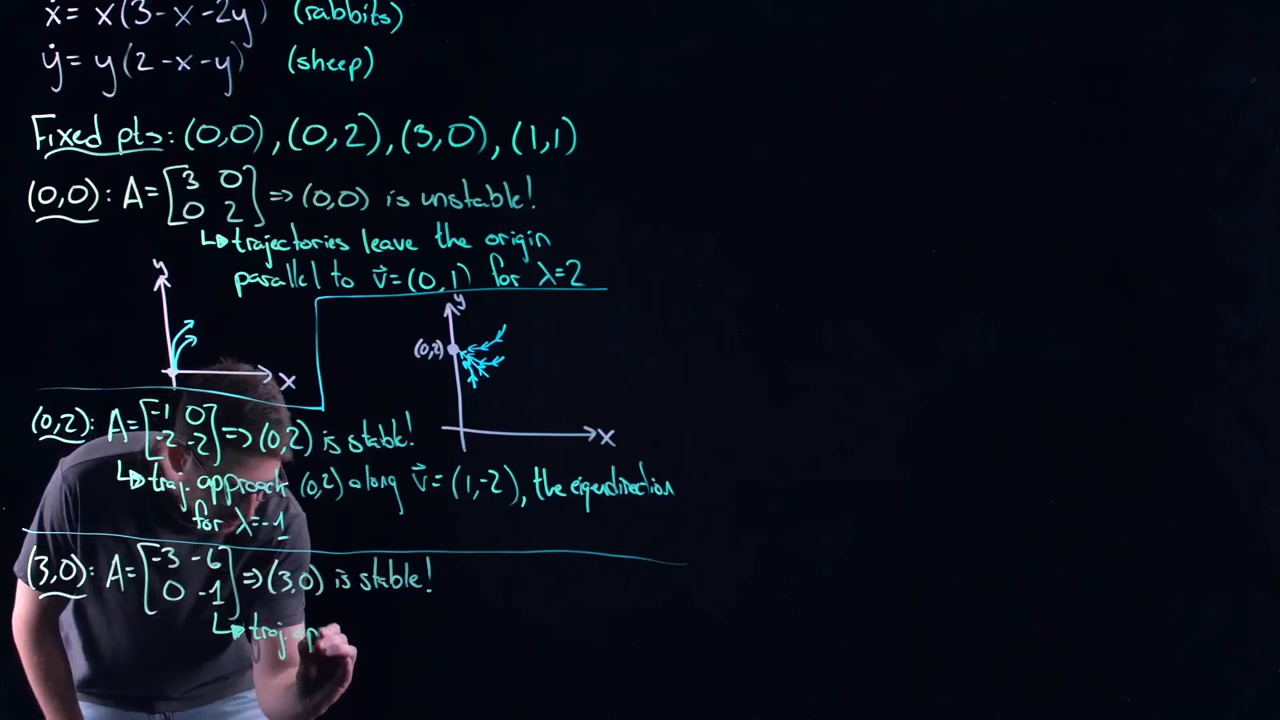 ẋ = x(3-x-2y) (rabbits)
ẏ = y(2-x-y) (sheep)
Fixed pts: (0,0), (0,2), (3,0), (1,1)
(0,0): A = [3 0
0 2] ⇒ (0,0) is unstable!
↳ trajectories leave the origin
parallel to v⃗ = (0,1) for λ=2
y
x
y
(0,2)
x
(0,2): A = [-1 0
-2 -2] ⇒ (0,2) is stable!
↳ traj. approach (0,2) along v⃗ = (1,-2), the eigendirection
for λ=-1
(3,0): A = [-3 -6
0 -1] ⇒ (3,0) is stable!
↳ traj. ap